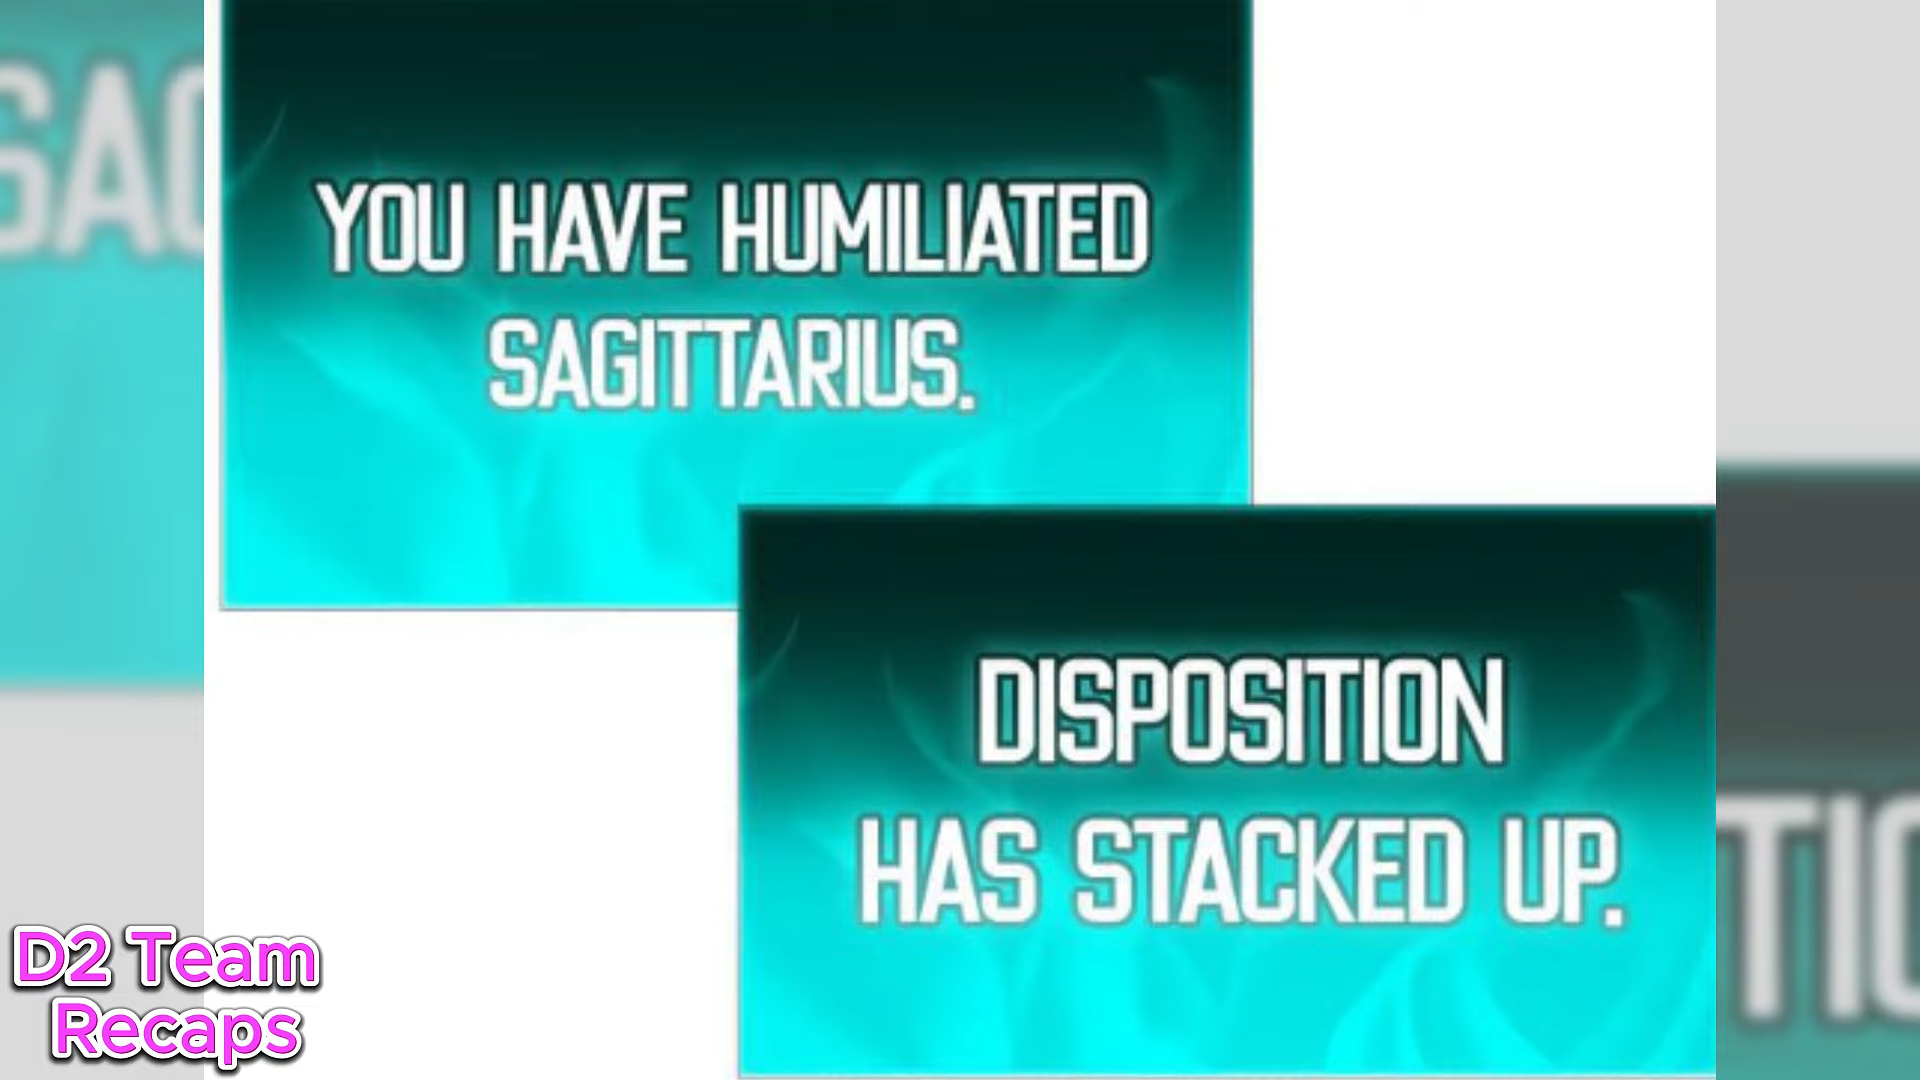 YOU HAVE HUMILIATED
SAGITTARIUS.
DISPOSITION
HAS STACKED UP.
D2 Team
Recaps